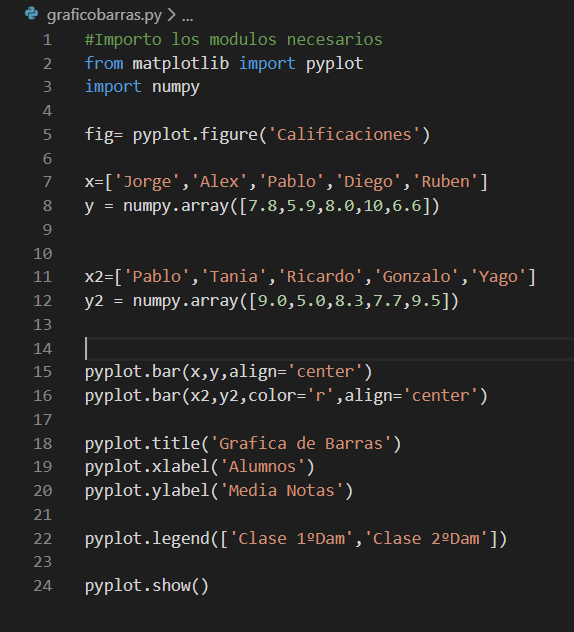 graficobarras.py > ...
1 #Importo los modulos necesarios
2 from matplotlib import pyplot
3 import numpy
4
5 fig= pyplot.figure('Calificaciones')
6
7 x=['Jorge','Alex','Pablo','Diego','Ruben']
8 y = numpy.array([7.8,5.9,8.0,10,6.6])
9
10
11 x2=['Pablo','Tania','Ricardo','Gonzalo','Yago']
12 y2 = numpy.array([9.0,5.0,8.3,7.7,9.5])
13
14
15 pyplot.bar(x,y,align='center')
16 pyplot.bar(x2,y2,color='r',align='center')
17
18 pyplot.title('Grafica de Barras')
19 pyplot.xlabel('Alumnos')
20 pyplot.ylabel('Media Notas')
21
22 pyplot.legend(['Clase 1ºDam','Clase 2ºDam'])
23
24 pyplot.show()